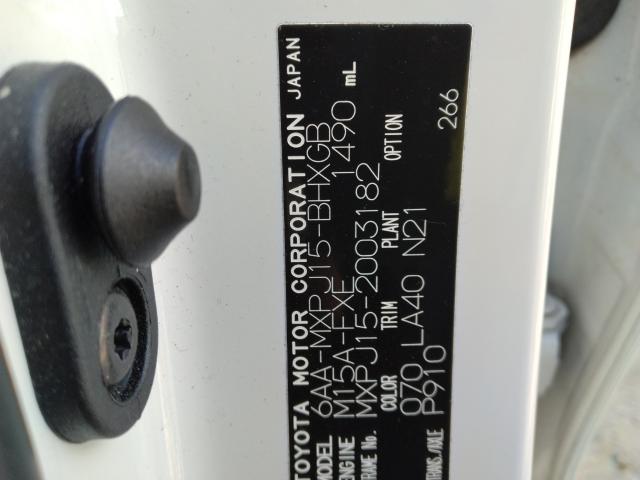 TOYOTA MOTOR CORPORATION JAPAN
MODEL 6AA-MXPJ15-BHXGB
ENGINE M15A-FXE 1490 mL
FRAME No. MXPJ15-2003182
COLOR TRIM PLANT OPTION
070 LA40 N21
TRANS./AXLE P910 266